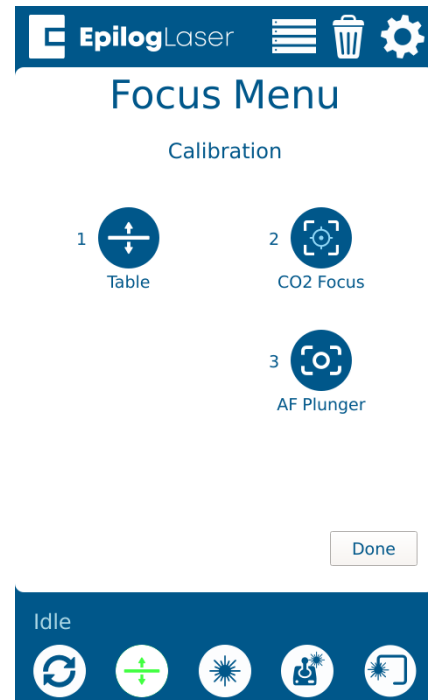 EpilogLaser
Focus Menu
Calibration
1
Table
2
CO2 Focus
3
AF Plunger
Done
Idle